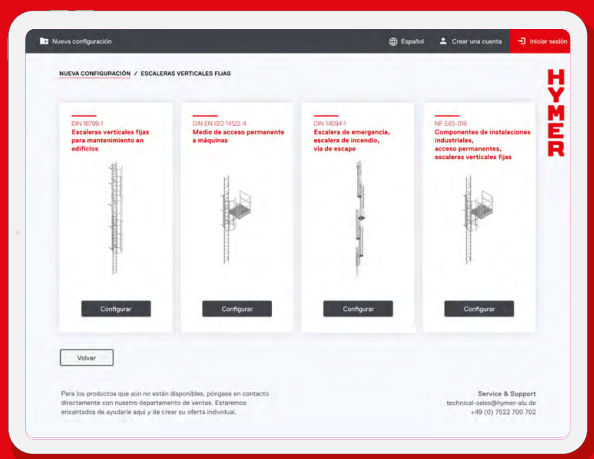 Nueva configuración
Español
Crear una cuenta
Iniciar sesión
NUEVA CONFIGURACIÓN / ESCALERAS VERTICALES FIJAS
HYMER
DIN 18799-1
Escaleras verticales fijas
para mantenimiento en
edificios
Configurar
DIN EN ISO 14122-4
Medio de acceso permanente
a máquinas
Configurar
DIN 14094-1
Escalera de emergencia,
escalera de incendio,
vía de escape
Configurar
NF E85-016
Componentes de instalaciones
industriales,
acceso permanentes,
escaleras verticales fijas
Configurar
Volver
Para los productoa que aún no están disponibles, póngase en contacto
directamente con nuestro departamento de ventas. Estaremos
encantados de ayudarle aquí y de crear su oferta individual.
Service & Support
technical-sales@hymer-alu.de
+49 (0) 7522 700 702